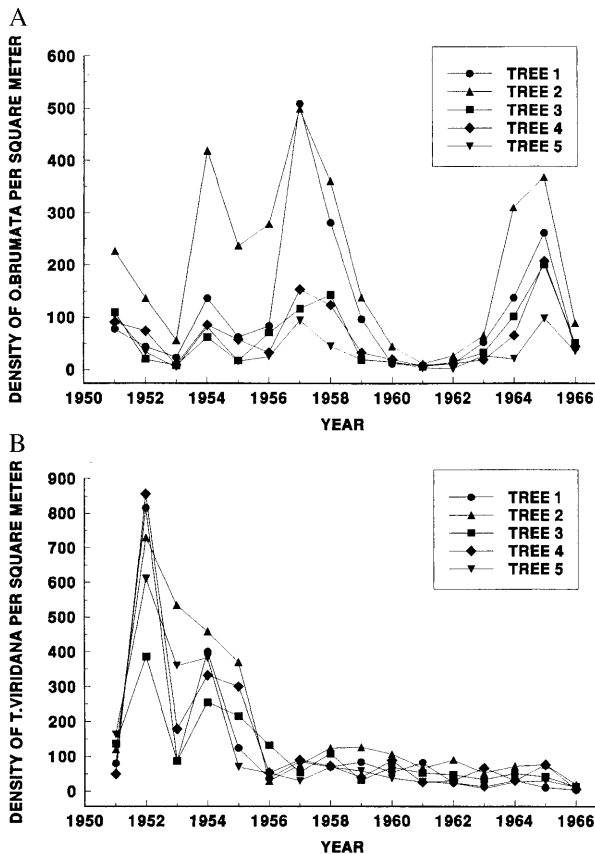 A
DENSITY OF O.BRUMATA PER SQUARE METER
600
500
400
300
200
100
0
TREE 1
TREE 2
TREE 3
TREE 4
TREE 5
1950 1952 1954 1956 1958 1960 1962 1964 1966
YEAR
B
DENSITY OF T.VIRIDANA PER SQUARE METER
900
800
700
600
500
400
300
200
100
0
TREE 1
TREE 2
TREE 3
TREE 4
TREE 5
1950 1952 1954 1956 1958 1960 1962 1964 1966
YEAR